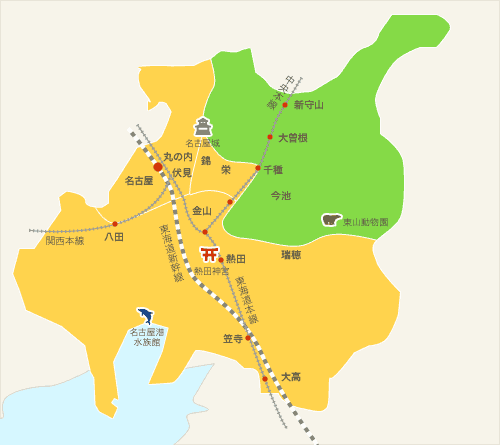 中央本線
新守山
大曽根
名古屋城
丸の内
錦
伏見
栄
千種
名古屋
今池
金山
東山動物園
関西本線
八田
東海道新幹線
熱田
瑞穂
熱田神宮
東海道本線
名古屋港
水族館
笠寺
大高